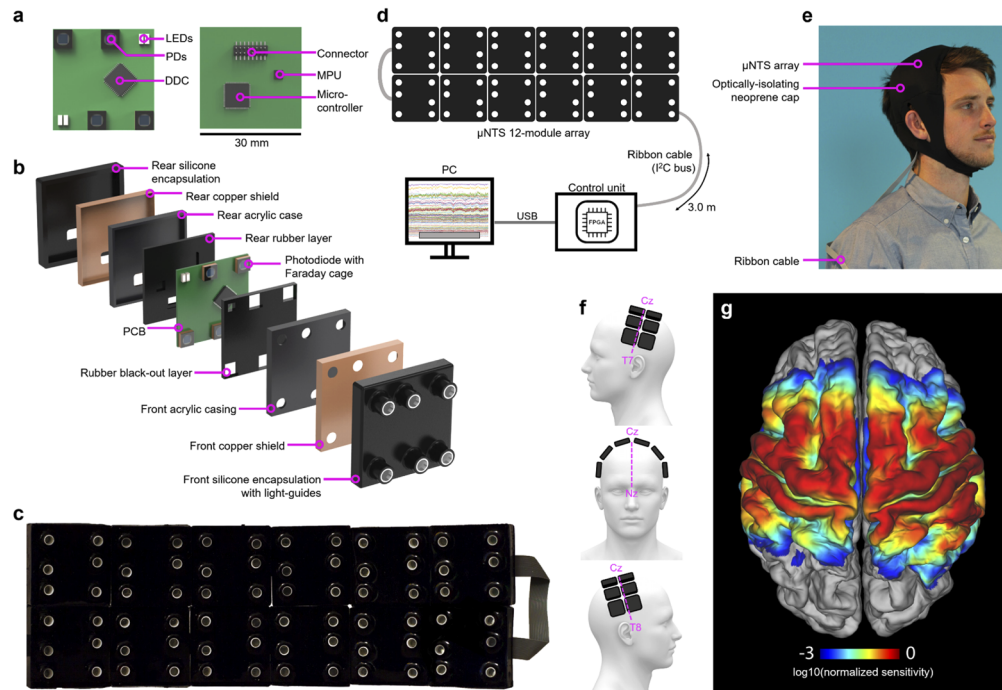 a
LEDs
PDs
DDC
Connector
MPU
Micro-
controller
30 mm
b
Rear silicone
encapsulation
Rear copper shield
Rear acrylic case
Rear rubber layer
Photodiode with
Faraday cage
PCB
Rubber black-out layer
Front acrylic casing
Front copper shield
Front silicone encapsulation
with light-guides
c
d
µNTS 12-module array
Ribbon cable
(I²C bus)
3.0 m
PC
USB
Control unit
FPGA
e
µNTS array
Optically-isolating
neoprene cap
Ribbon cable
f
Cz
T7
Cz
Nz
Cz
T8
g
-3
0
log10(normalized sensitivity)